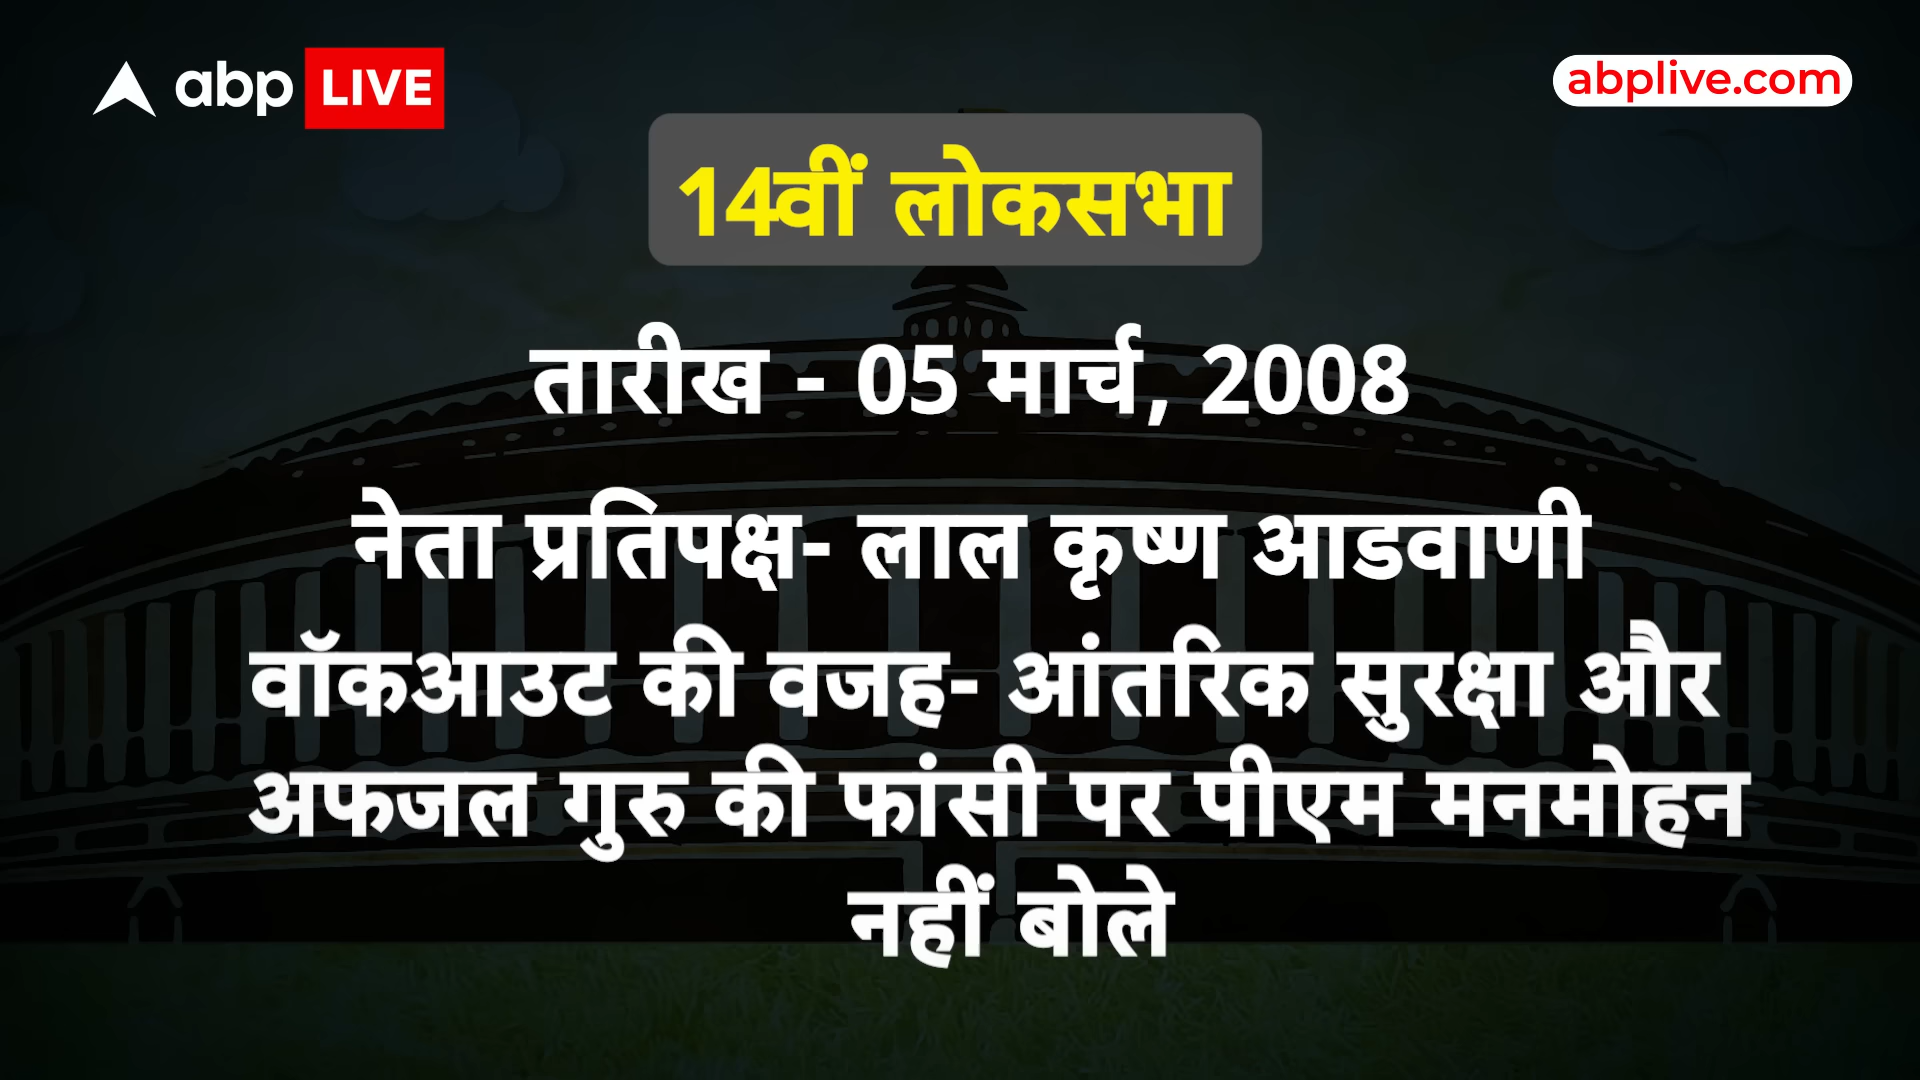 abp LIVE
abplive.com
14वीं लोकसभा
तारीख - 05 मार्च, 2008
नेता प्रतिपक्ष- लाल कृष्ण आडवाणी
वॉकआउट की वजह- आंतरिक सुरक्षा और
अफजल गुरु की फांसी पर पीएम मनमोहन
नहीं बोले